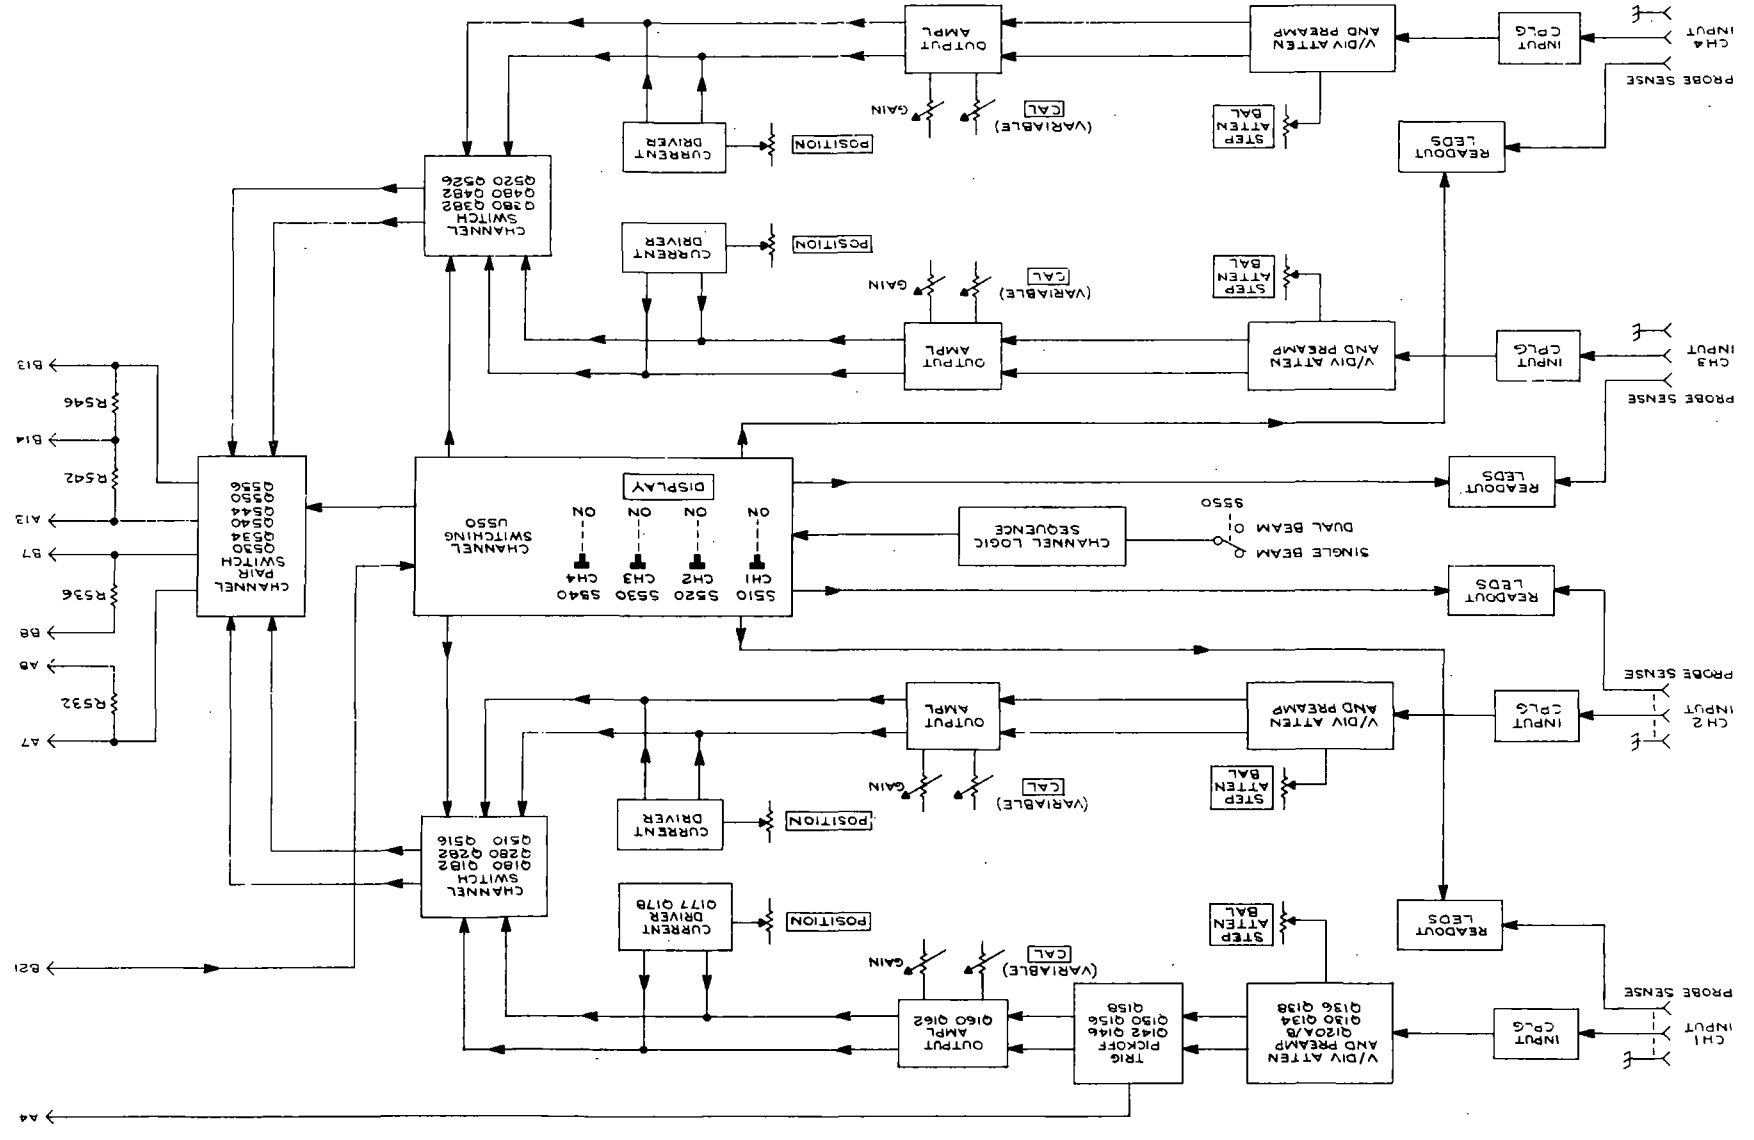 A4
CH1
INPUT
PROBE SENSE
INPUT
CPLG
V/DIV ATTEN
AND PREAMP
Q120A/B
Q130 Q134
Q136 Q138
TRIG
PICKOFF
Q142 Q146
Q150 Q156
Q158
OUTPUT
AMPL
Q160 Q162
(VARIABLE)
CAL
GAIN
B21
READOUT
LEDS
STEP
ATTEN
BAL
POSITION
CURRENT
DRIVER
Q177 Q178
CHANNEL
SWITCH
Q180 Q182
Q280 Q282
Q510 Q516
STEP
ATTEN
BAL
(VARIABLE)
CAL
GAIN
POSITION
CURRENT
DRIVER
CH2
INPUT
PROBE SENSE
INPUT
CPLG
V/DIV ATTEN
AND PREAMP
OUTPUT
AMPL
A7
R532
A8
B8
R536
B7
A13
R542
B14
R546
B13
READOUT
LEDS
SINGLE BEAM
DUAL BEAM
S550
CHANNEL LOGIC
SEQUENCE
S510 S520 S530 S540
CH1 CH2 CH3 CH4
ON ON ON ON
DISPLAY
CHANNEL
SWITCHING
U550
CHANNEL
PAIR
SWITCH
Q530
Q534
Q540
Q544
Q550
Q556
READOUT
LEDS
PROBE SENSE
CH3
INPUT
INPUT
CPLG
V/DIV ATTEN
AND PREAMP
OUTPUT
AMPL
STEP
ATTEN
BAL
(VARIABLE)
CAL
GAIN
POSITION
CURRENT
DRIVER
CHANNEL
SWITCH
Q380 Q382
Q480 Q482
Q520 Q526
READOUT
LEDS
STEP
ATTEN
BAL
(VARIABLE)
CAL
GAIN
POSITION
CURRENT
DRIVER
PROBE SENSE
CH4
INPUT
INPUT
CPLG
V/DIV ATTEN
AND PREAMP
OUTPUT
AMPL